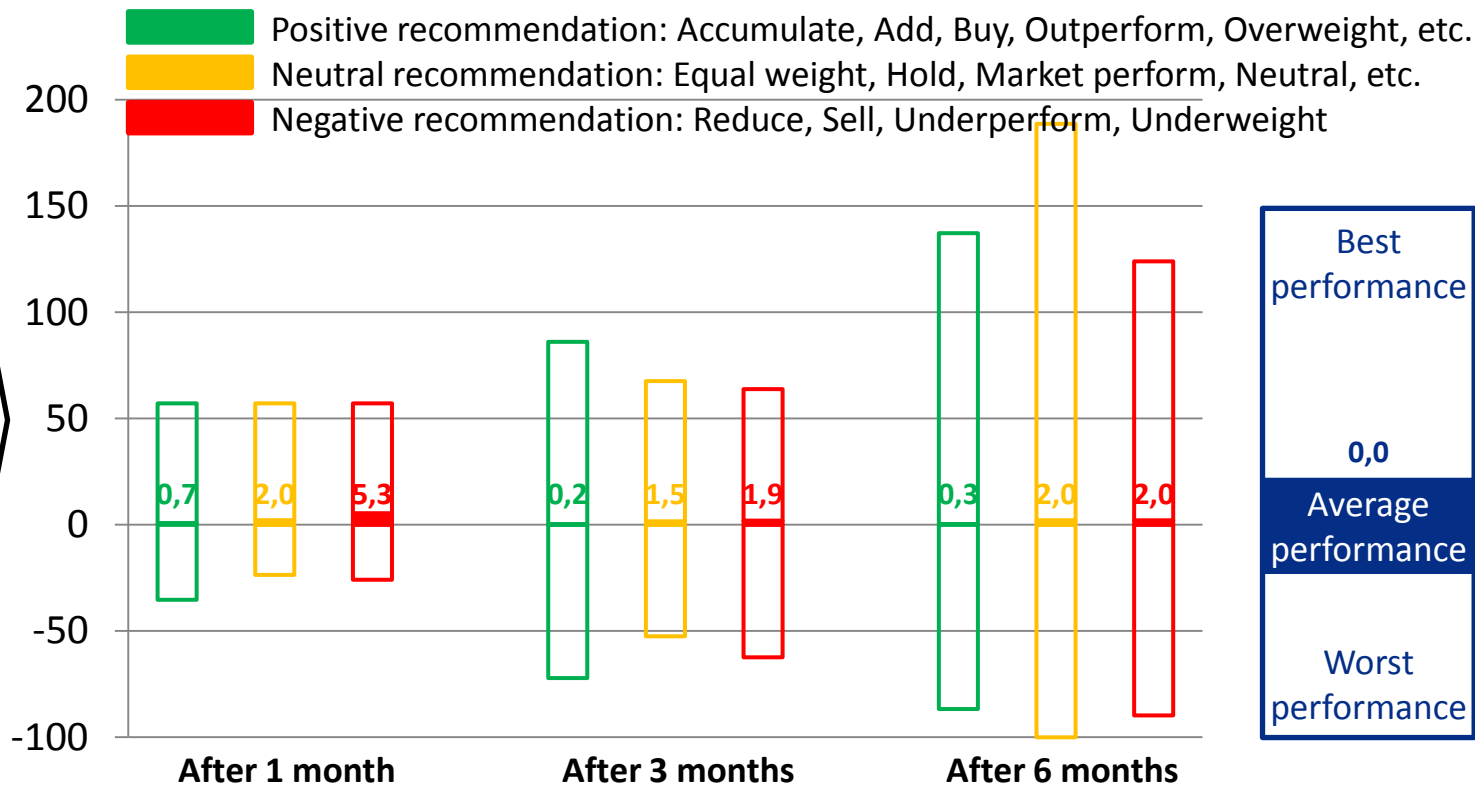 Positive recommendation: Accumulate, Add, Buy, Outperform, Overweight, etc.
Neutral recommendation: Equal weight, Hold, Market perform, Neutral, etc.
Negative recommendation: Reduce, Sell, Underperform, Underweight
200
150
100
50
0
-50
-100
0,7
2,0
5,3
0,2
1,5
1,9
0,3
2,0
2,0
After 1 month
After 3 months
After 6 months
Best
performance
0,0
Average
performance
Worst
performance